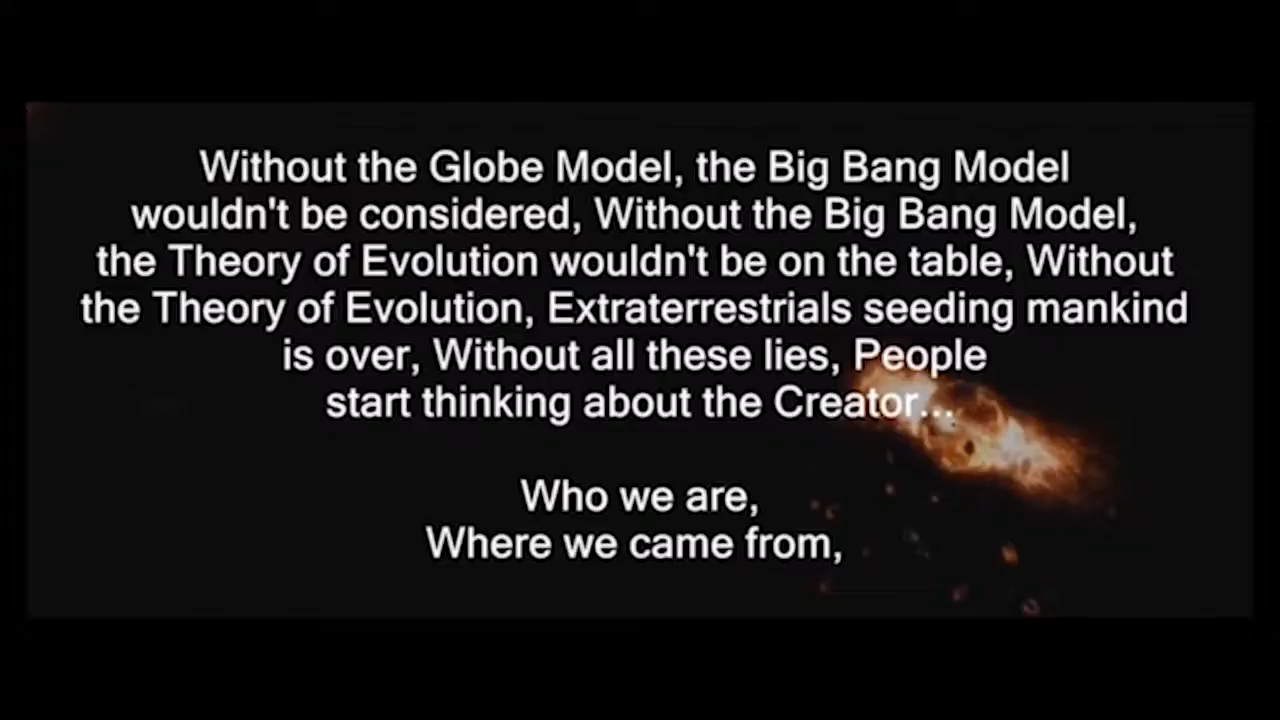 Without the Globe Model, the Big Bang Model
wouldn't be considered, Without the Big Bang Model,
the Theory of Evolution wouldn't be on the table, Without
the Theory of Evolution, Extraterrestrials seeding mankind
is over, Without all these lies, People
start thinking about the Creator...
Who we are,
Where we came from,